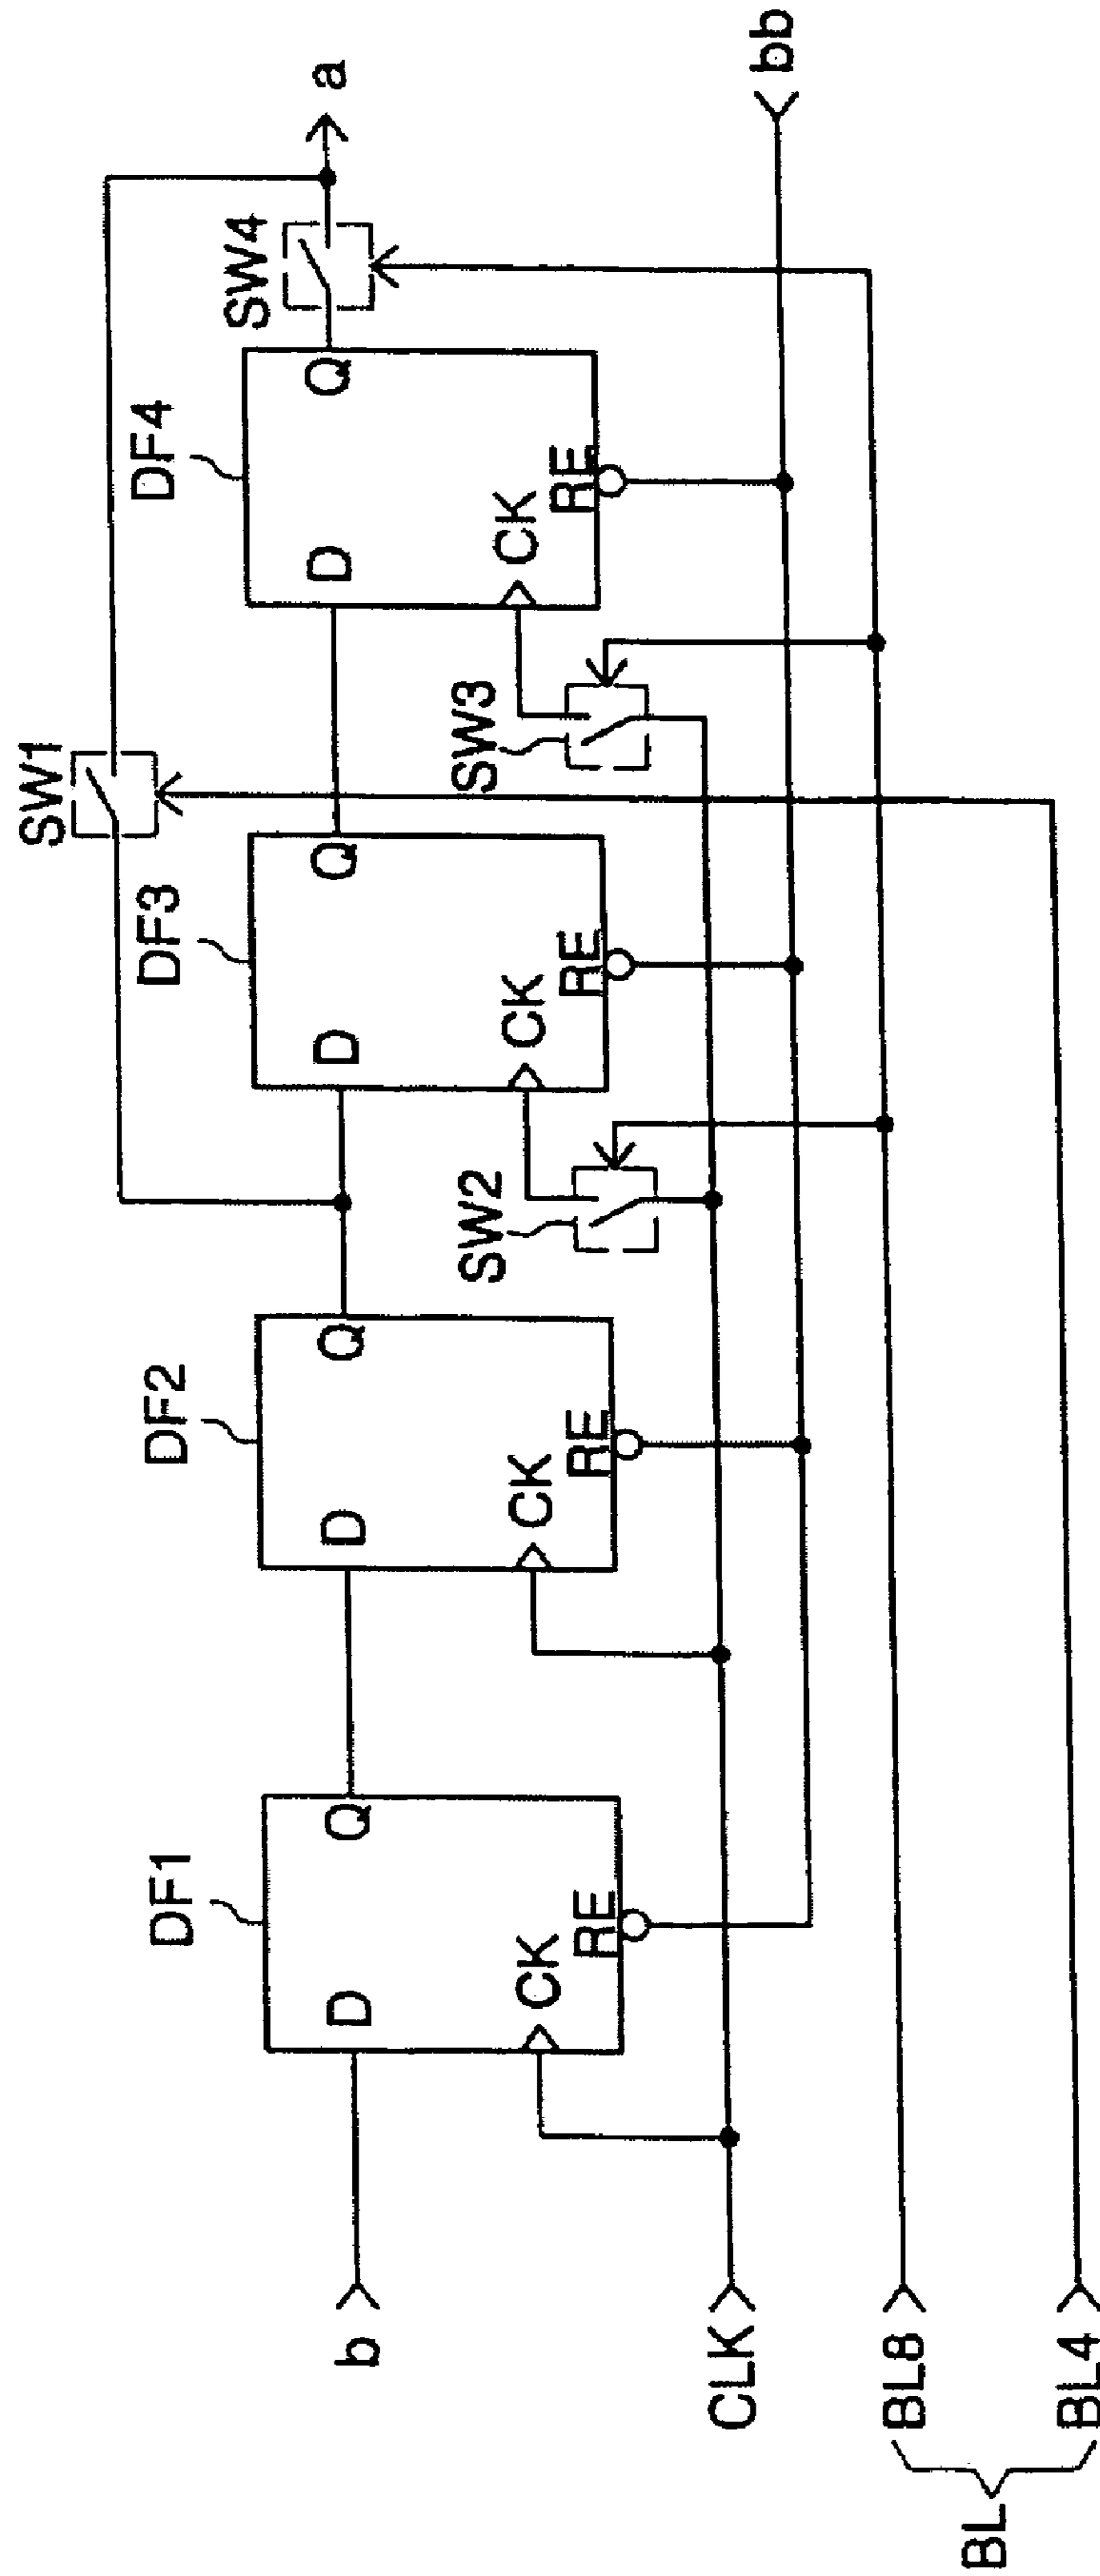 SW1
DF1
DF2
DF3
DF4
SW4
D
Q
D
Q
D
Q
D
Q
b
a
CK
RE
CK
RE
CK
RE
CK
RE
SW2
SW3
CLK
bb
BL8
BL
BL4